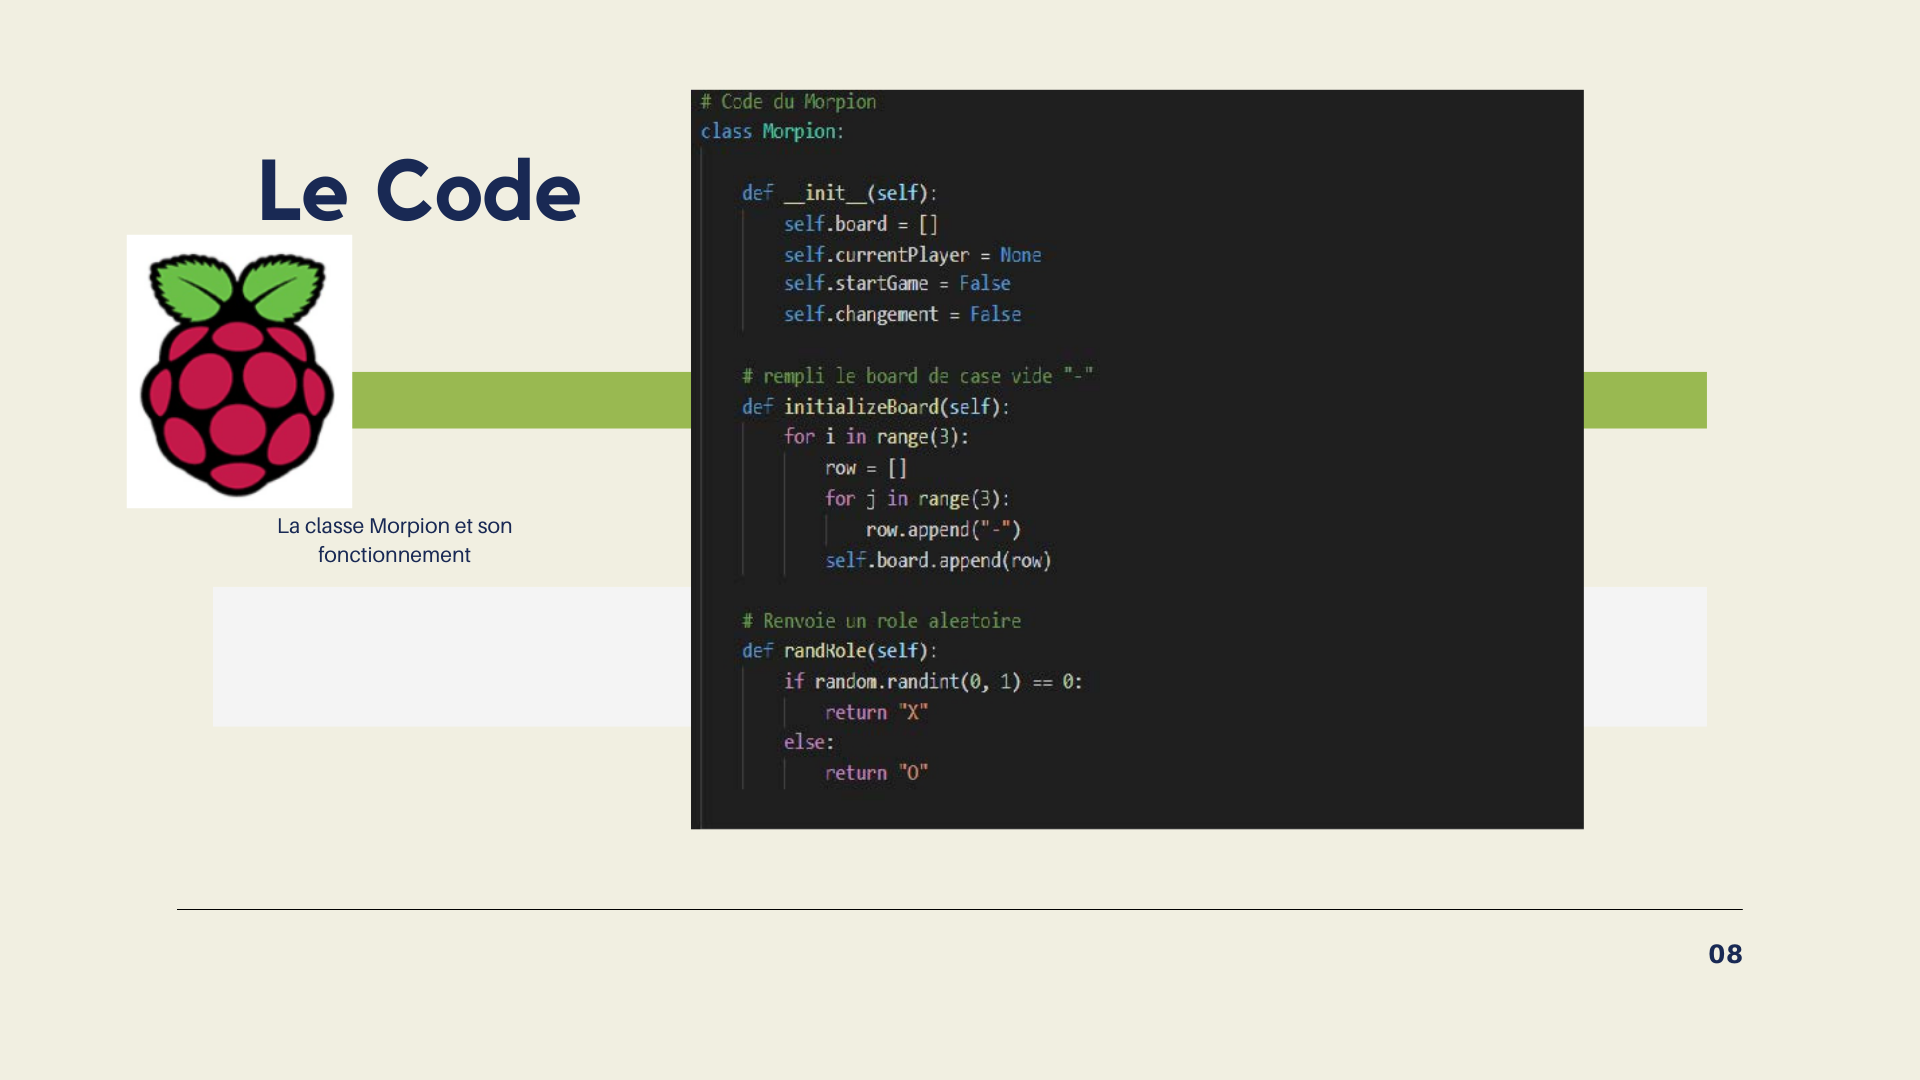 Le Code
La classe Morpion et son
fonctionnement
# Code du Morpion
class Morpion:
    def __init__(self):
        self.board = []
        self.currentPlayer = None
        self.startGame = False
        self.changement = False
    # rempli le board de case vide "-"
    def initializeBoard(self):
        for i in range(3):
            row = []
            for j in range(3):
                row.append("-")
            self.board.append(row)
    # Renvoie un role aleatoire
    def randRole(self):
        if random.randint(0, 1) == 0:
            return "X"
        else:
            return "O"
08